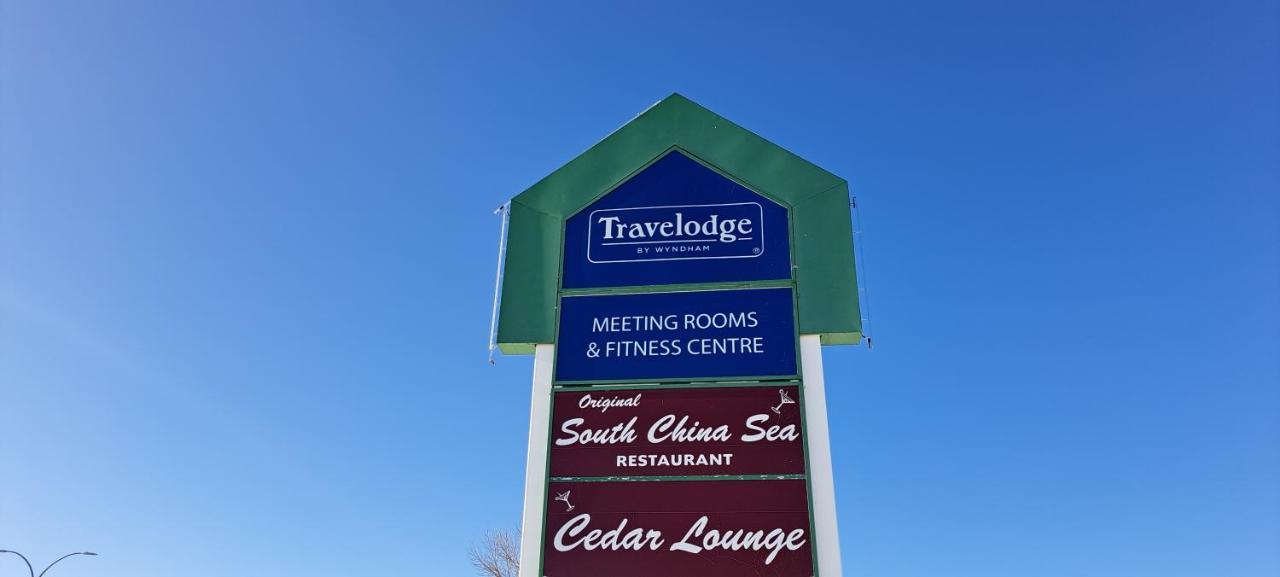 Travelodge
BY WYNDHAM ®
MEETING ROOMS
& FITNESS CENTRE
Original
South China Sea
RESTAURANT
Cedar Lounge